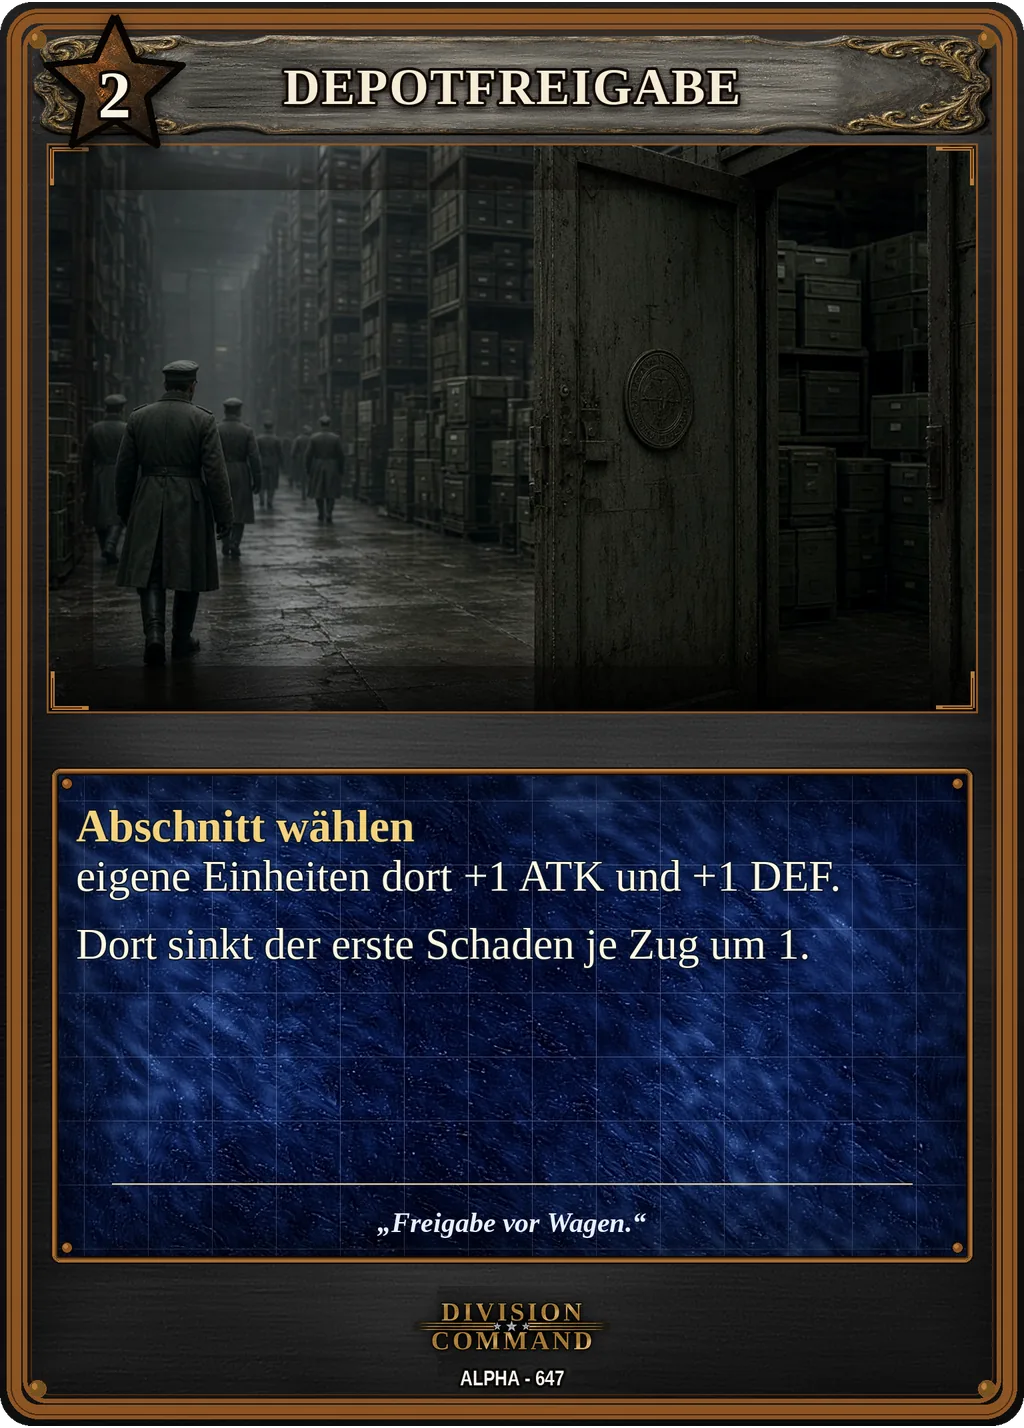 2
DEPOTFREIGABE
Abschnitt wählen
eigene Einheiten dort +1 ATK und +1 DEF.
Dort sinkt der erste Schaden je Zug um 1.
„Freigabe vor Wagen.“
DIVISION
COMMAND
ALPHA - 647